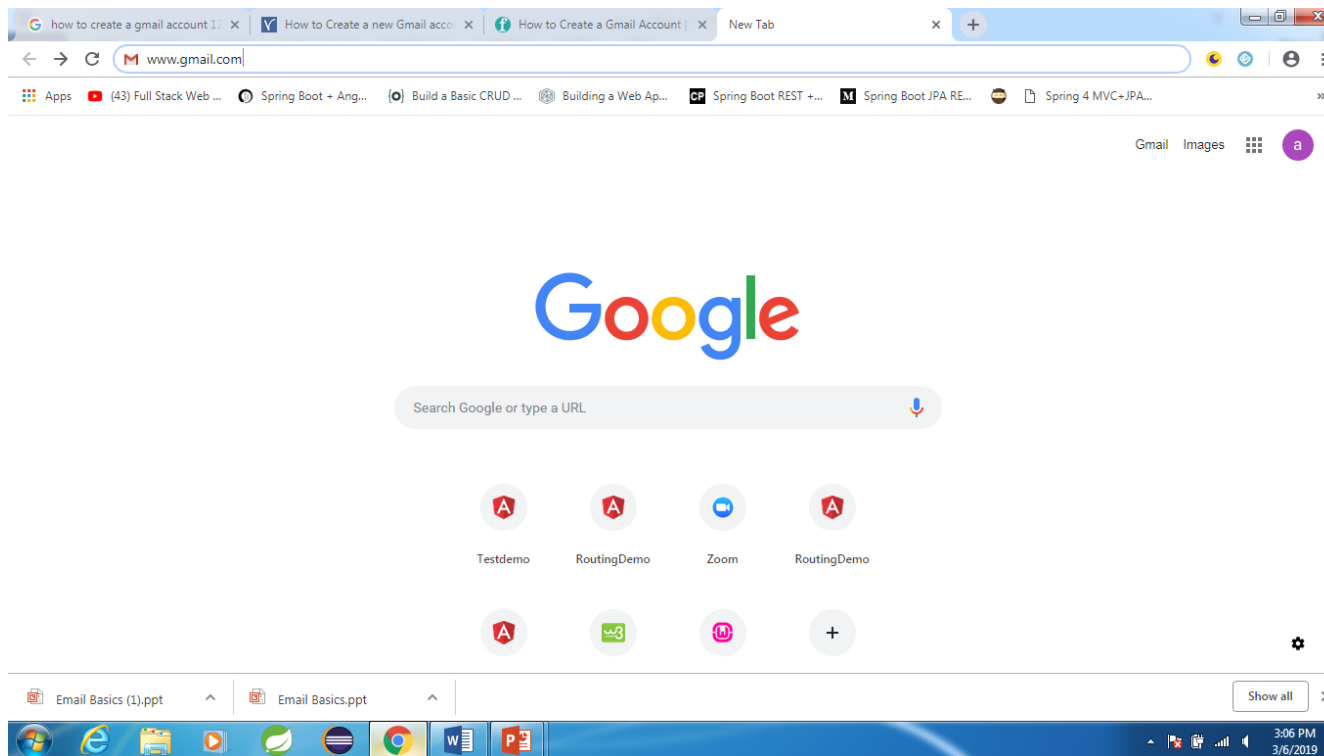 how to create a gmail account 12
How to Create a new Gmail acco
How to Create a Gmail Account |
New Tab
www.gmail.com
Apps
(43) Full Stack Web ...
Spring Boot + Ang...
Build a Basic CRUD ...
Building a Web Ap...
CP
Spring Boot REST +...
M
Spring Boot JPA RE...
Spring 4 MVC+JPA...
Gmail Images
a
Google
Search Google or type a URL
Testdemo
RoutingDemo
Zoom
RoutingDemo
w3
Email Basics (1).ppt
Email Basics.ppt
Show all
3:06 PM
3/6/2019